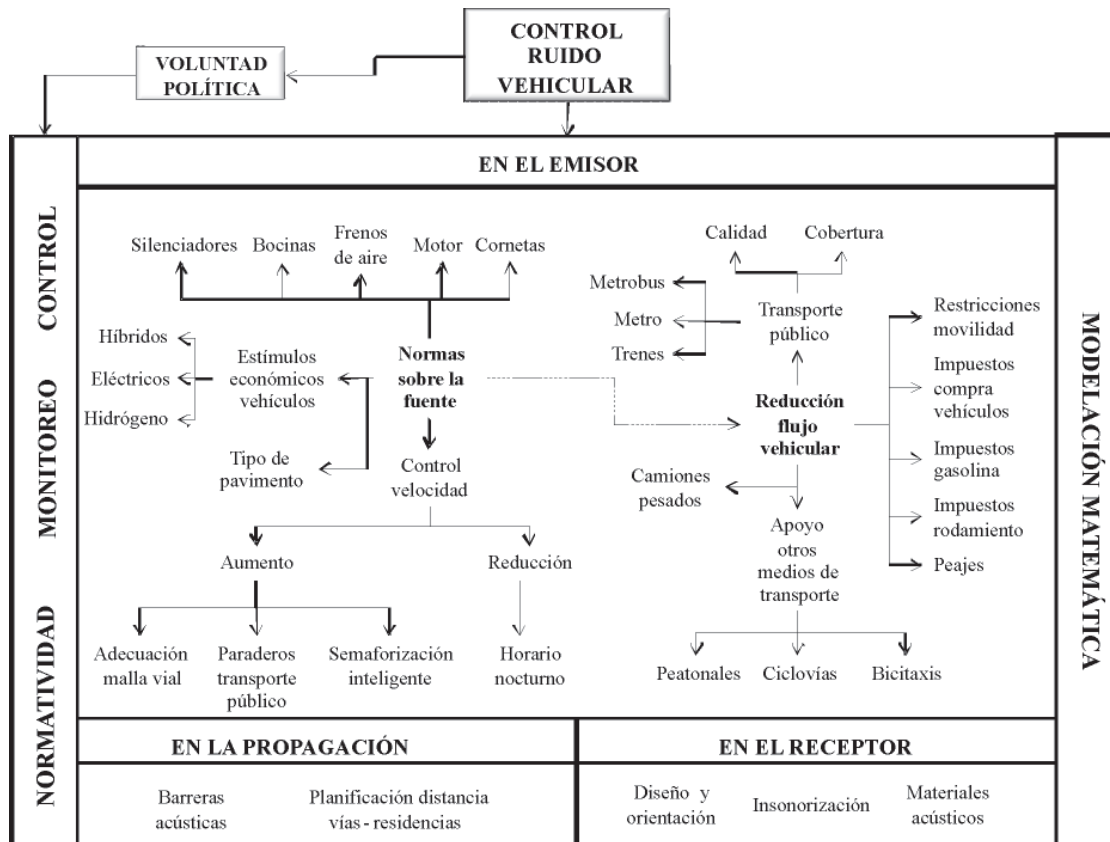 CONTROL
RUIDO
VEHICULAR
VOLUNTAD
POLÍTICA
EN EL EMISOR
CONTROL
MONITOREO
NORMATIVIDAD
MODELACIÓN MATEMÁTICA
Silenciadores
Bocinas
Frenos
de aire
Motor
Cornetas
Híbridos
Eléctricos
Hidrógeno
Estímulos
económicos
vehículos
Normas
sobre la
fuente
Tipo de
pavimento
Control
velocidad
Aumento
Reducción
Adecuación
malla vial
Paraderos
transporte
público
Semaforización
inteligente
Horario
nocturno
Calidad
Cobertura
Metrobus
Metro
Trenes
Transporte
público
Reducción
flujo
vehicular
Restricciones
movilidad
Impuestos
compra
vehículos
Impuestos
gasolina
Impuestos
rodamiento
Peajes
Camiones
pesados
Apoyo
otros
medios de
transporte
Peatonales
Ciclovías
Bicitaxis
EN LA PROPAGACIÓN
Barreras
acústicas
Planificación distancia
vías - residencias
EN EL RECEPTOR
Diseño y
orientación
Insonorización
Materiales
acústicos